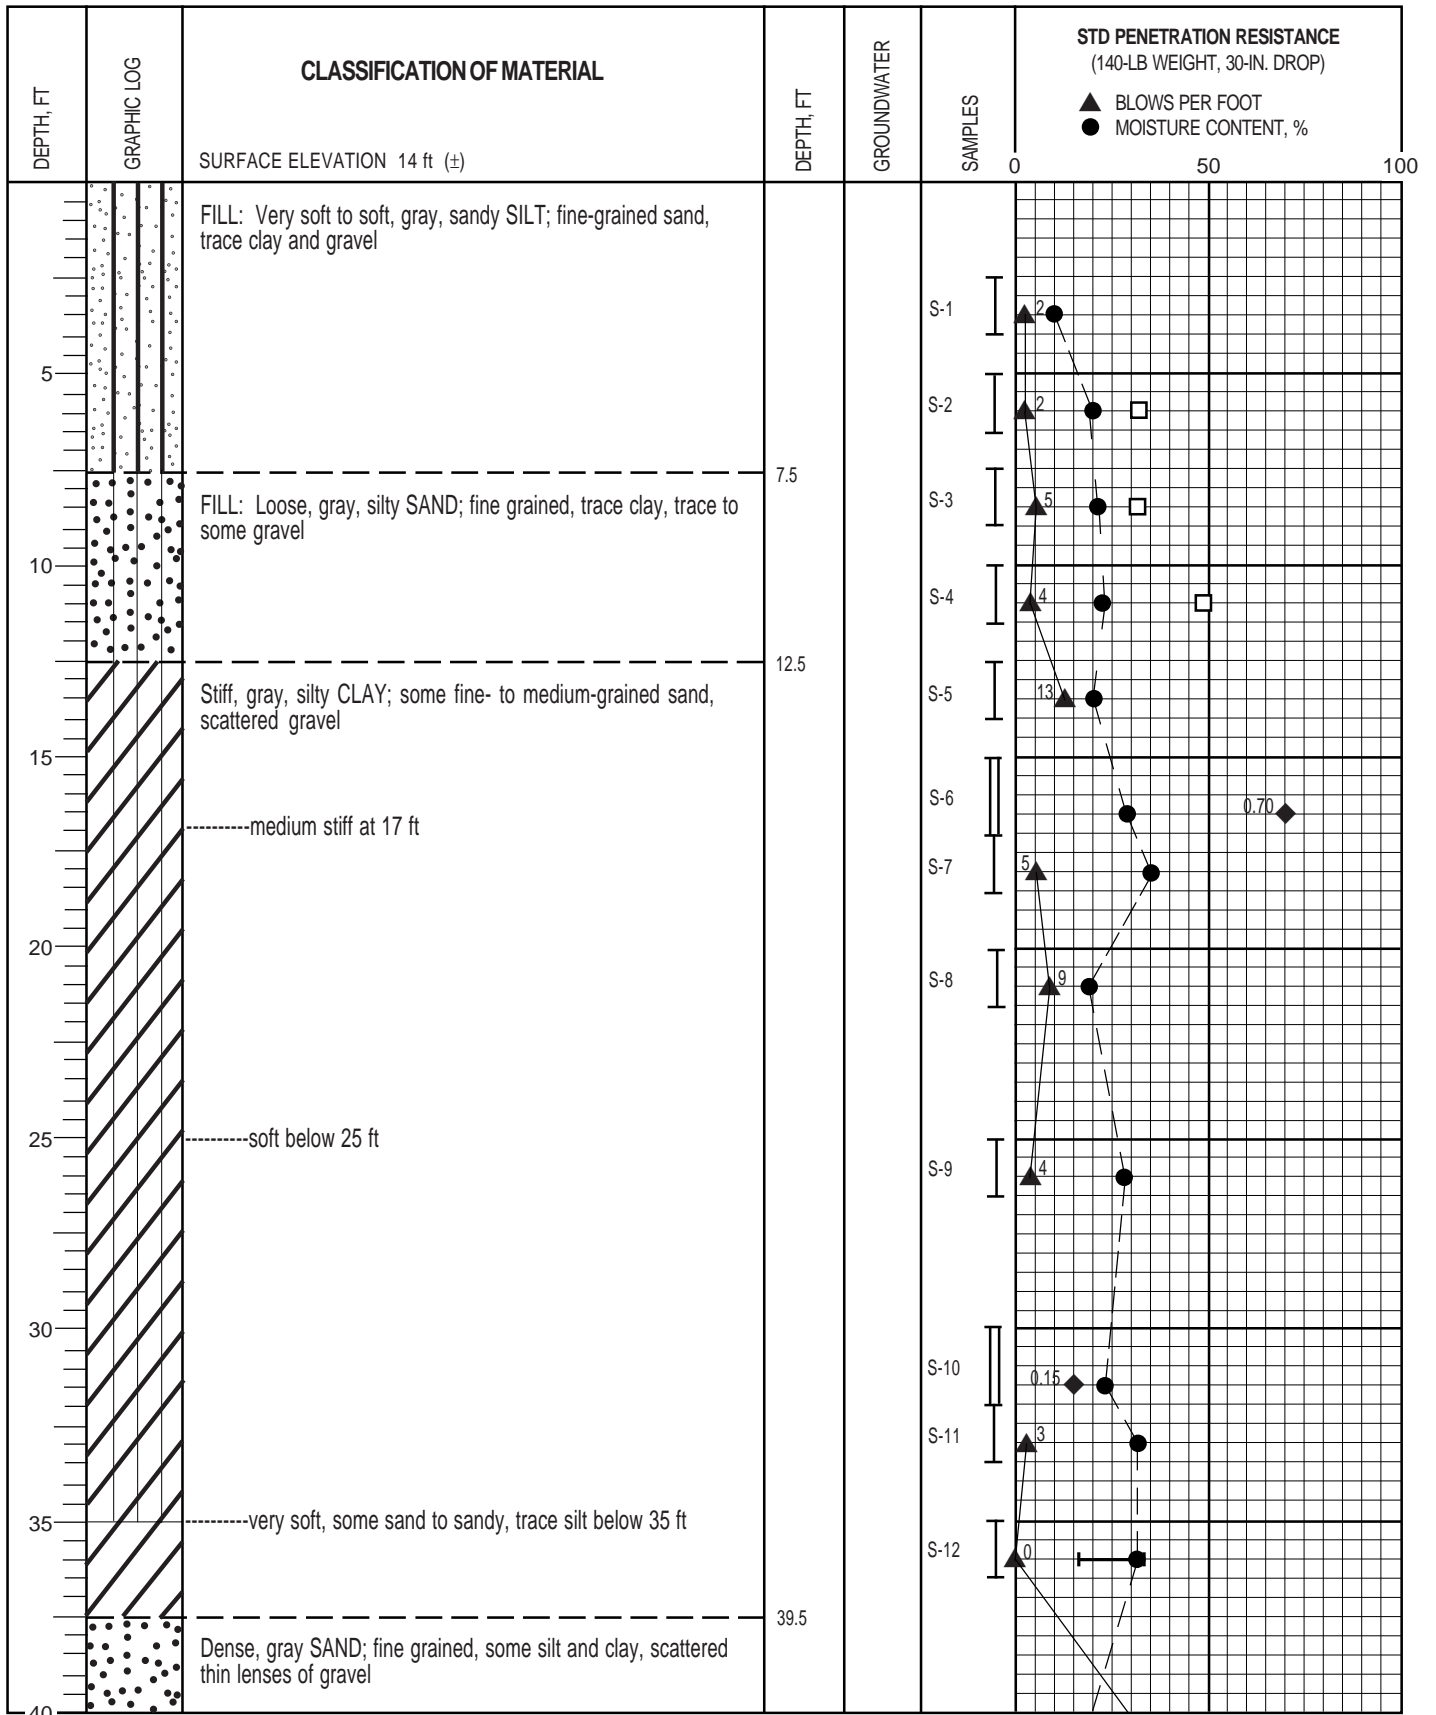 DEPTH, FT
GRAPHIC LOG
CLASSIFICATION OF MATERIAL
SURFACE ELEVATION 14 ft (±)
DEPTH, FT
GROUNDWATER
SAMPLES
STD PENETRATION RESISTANCE
(140-LB WEIGHT, 30-IN. DROP)
▲ BLOWS PER FOOT
● MOISTURE CONTENT, %
0 50 100
FILL: Very soft to soft, gray, sandy SILT; fine-grained sand,
trace clay and gravel
S-1 2
5
S-2 2
7.5
FILL: Loose, gray, silty SAND; fine grained, trace clay, trace to
some gravel
S-3 5
10
S-4 4
12.5
Stiff, gray, silty CLAY; some fine- to medium-grained sand,
scattered gravel
S-5 13
15
S-6 0.70
medium stiff at 17 ft
S-7 5
20
S-8 9
25
soft below 25 ft
S-9 4
30
S-10 0.15
S-11 3
35
very soft, some sand to sandy, trace silt below 35 ft
S-12 0
39.5
Dense, gray SAND; fine grained, some silt and clay, scattered
thin lenses of gravel
40